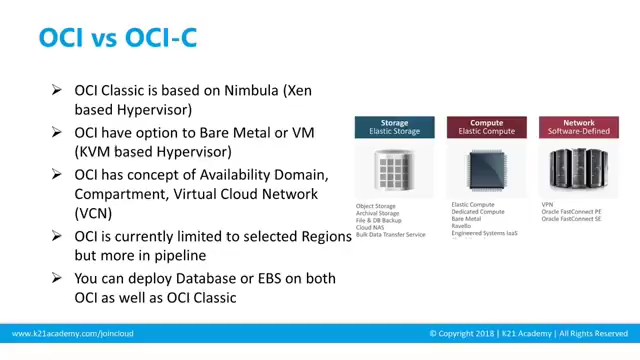 OCI vs OCI-C
OCI Classic is based on Nimbula (Xen
based Hypervisor)
OCI have option to Bare Metal or VM
(KVM based Hypervisor)
OCI has concept of Availability Domain,
Compartment, Virtual Cloud Network
(VCN)
OCI is currently limited to selected Regions
but more in pipeline
You can deploy Database or EBS on both
OCI as well as OCI Classic
Storage
Elastic Storage
Object Storage
Archival Storage
File & DB Backup
Cloud NAS
Bulk Data Transfer Service
Compute
Elastic Compute
Elastic Compute
Dedicated Compute
Bare Metal
Ravello
Engineered Systems IaaS
Network
Software-Defined
VPN
Oracle FastConnect PE
Oracle FastConnect SE
www.k21academy.com/joincloud
© Copyright 2018 | K21 Academy | All Rights Reserved